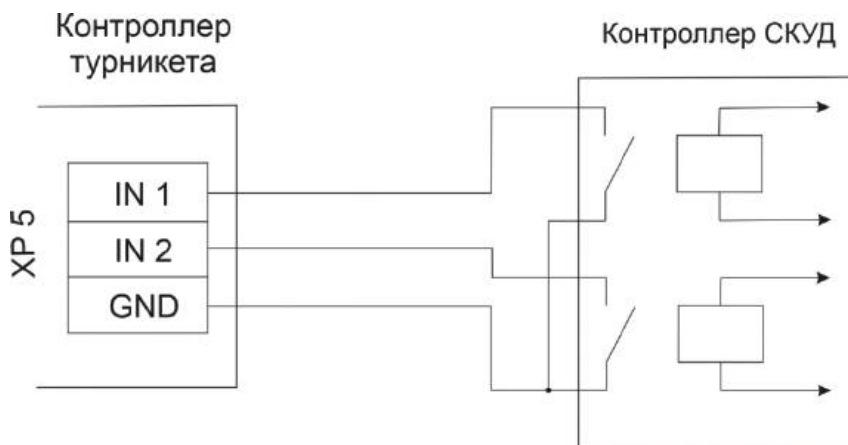 Контроллер
турникета
Контроллер СКУД
XP 5
IN 1
IN 2
GND